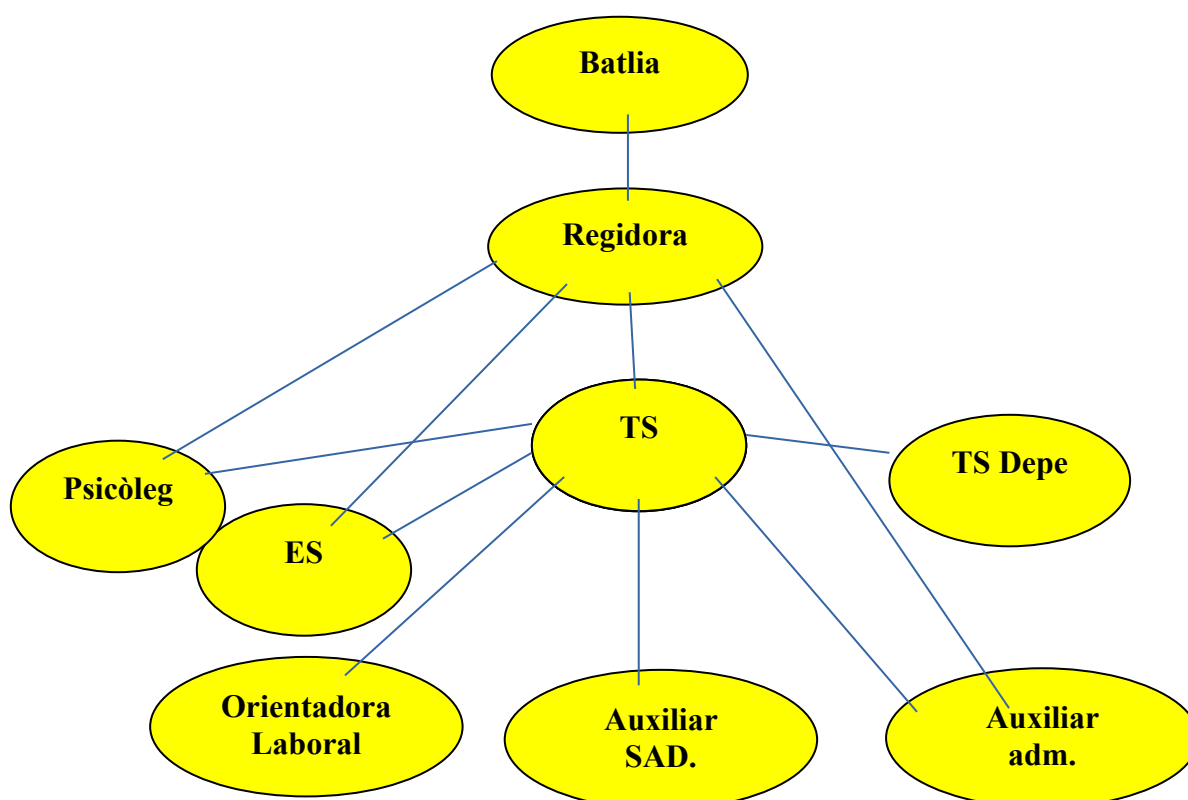 Batlia
Regidora
TS
TS Depe
Psicòleg
ES
Orientadora
Laboral
Auxiliar
SAD.
Auxiliar
adm.